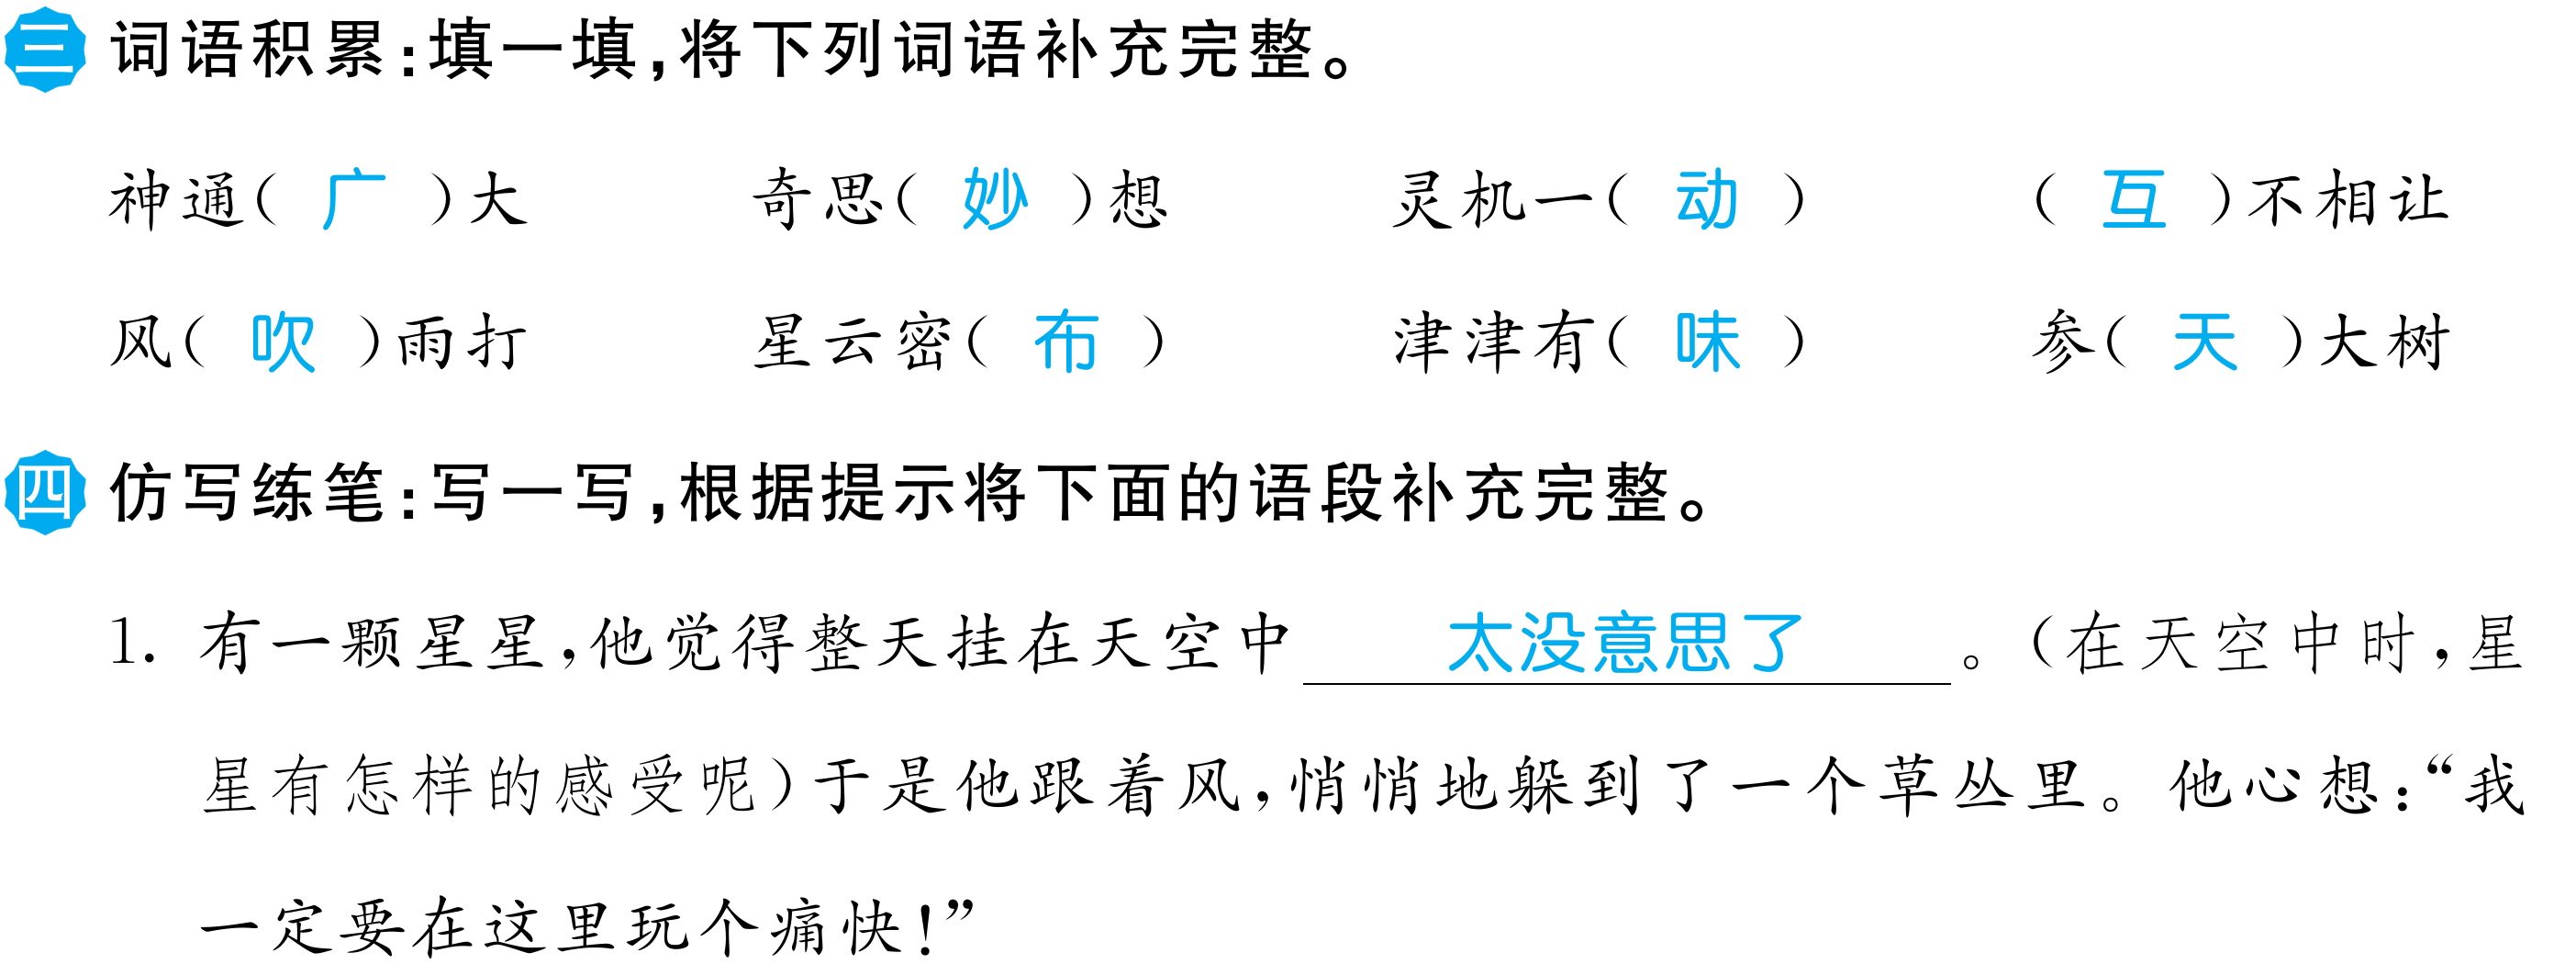 三 词语积累:填一填,将下列词语补充完整。
神通( 广 )大 奇思( 妙 )想 灵机一( 动 ) ( 互 )不相让
风( 吹 )雨打 星云密( 布 ) 津津有( 味 ) 参( 天 )大树
四 仿写练笔:写一写,根据提示将下面的语段补充完整。
1. 有一颗星星,他觉得整天挂在天空中 太没意思了 。(在天空中时,星
星有怎样的感受呢)于是他跟着风,悄悄地躲到了一个草丛里。他心想:“我
一定要在这里玩个痛快!”